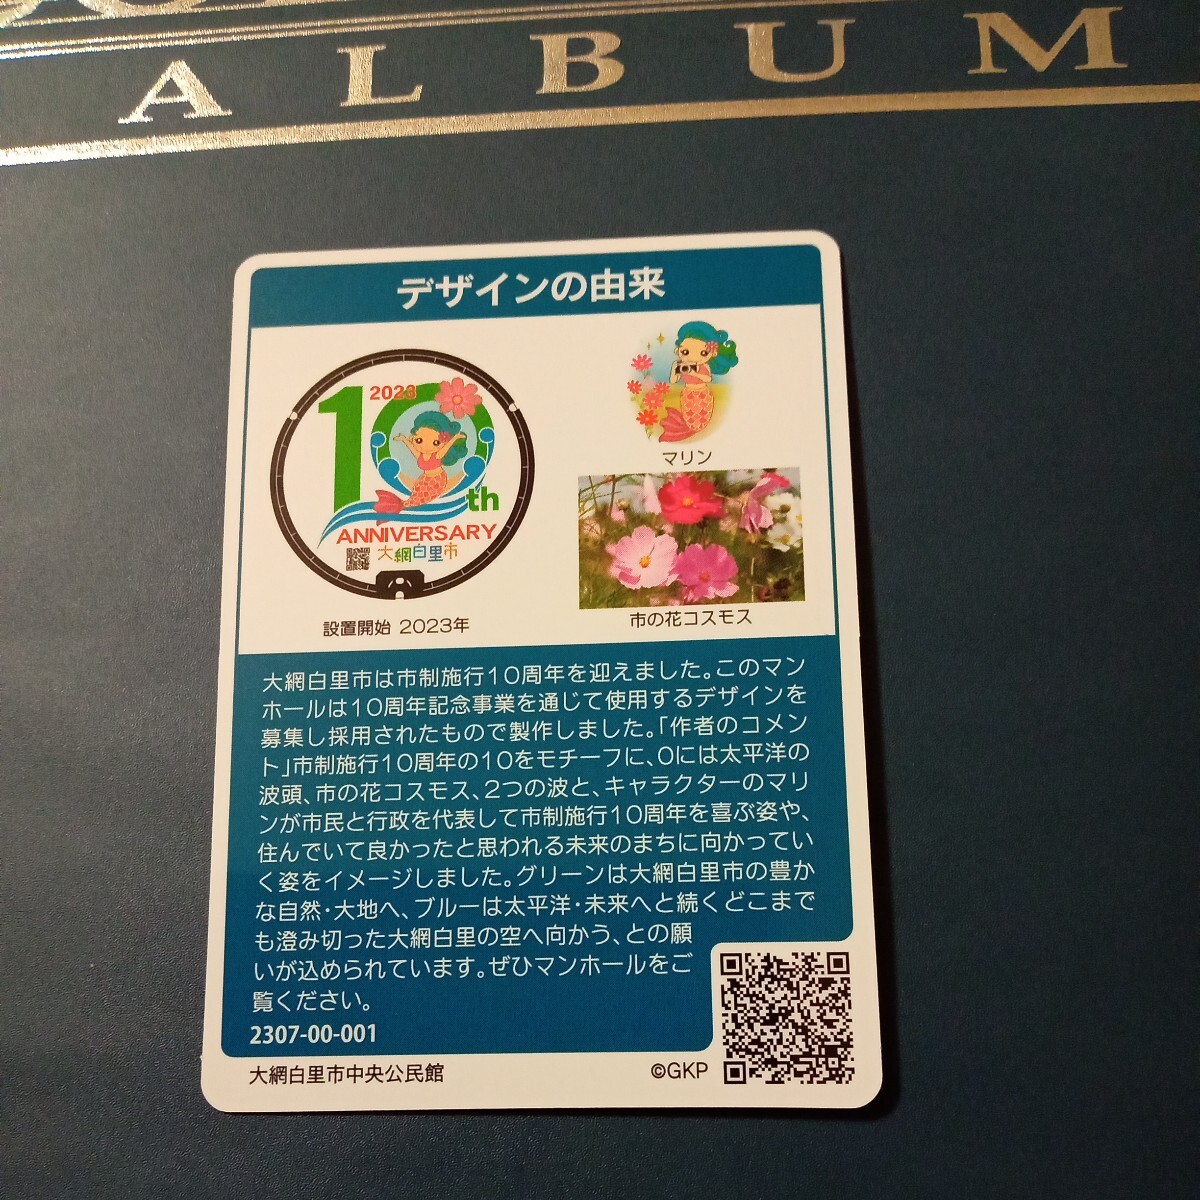 ALBUM
デザインの由来
2023
10th
ANNIVERSARY
大網白里市
設置開始 2023年
マリン
市の花コスモス
大網白里市は市制施行10周年を迎えました。このマン
ホールは10周年記念事業を通じて使用するデザインを
募集し採用されたもので製作しました。「作者のコメン
ト」市制施行10周年の10をモチーフに、0には太平洋の
波頭、市の花コスモス、2つの波と、キャラクターのマリ
ンが市民と行政を代表して市制施行10周年を喜ぶ姿や、
住んでいて良かったと思われる未来のまちに向かってい
く姿をイメージしました。グリーンは大網白里市の豊か
な自然・大地へ、ブルーは太平洋・未来へと続くどこまで
も澄み切った大網白里の空へ向かう、との願
いが込められています。ぜひマンホールをご
覧ください。
2307-00-001
大網白里市中央公民館
©GKP